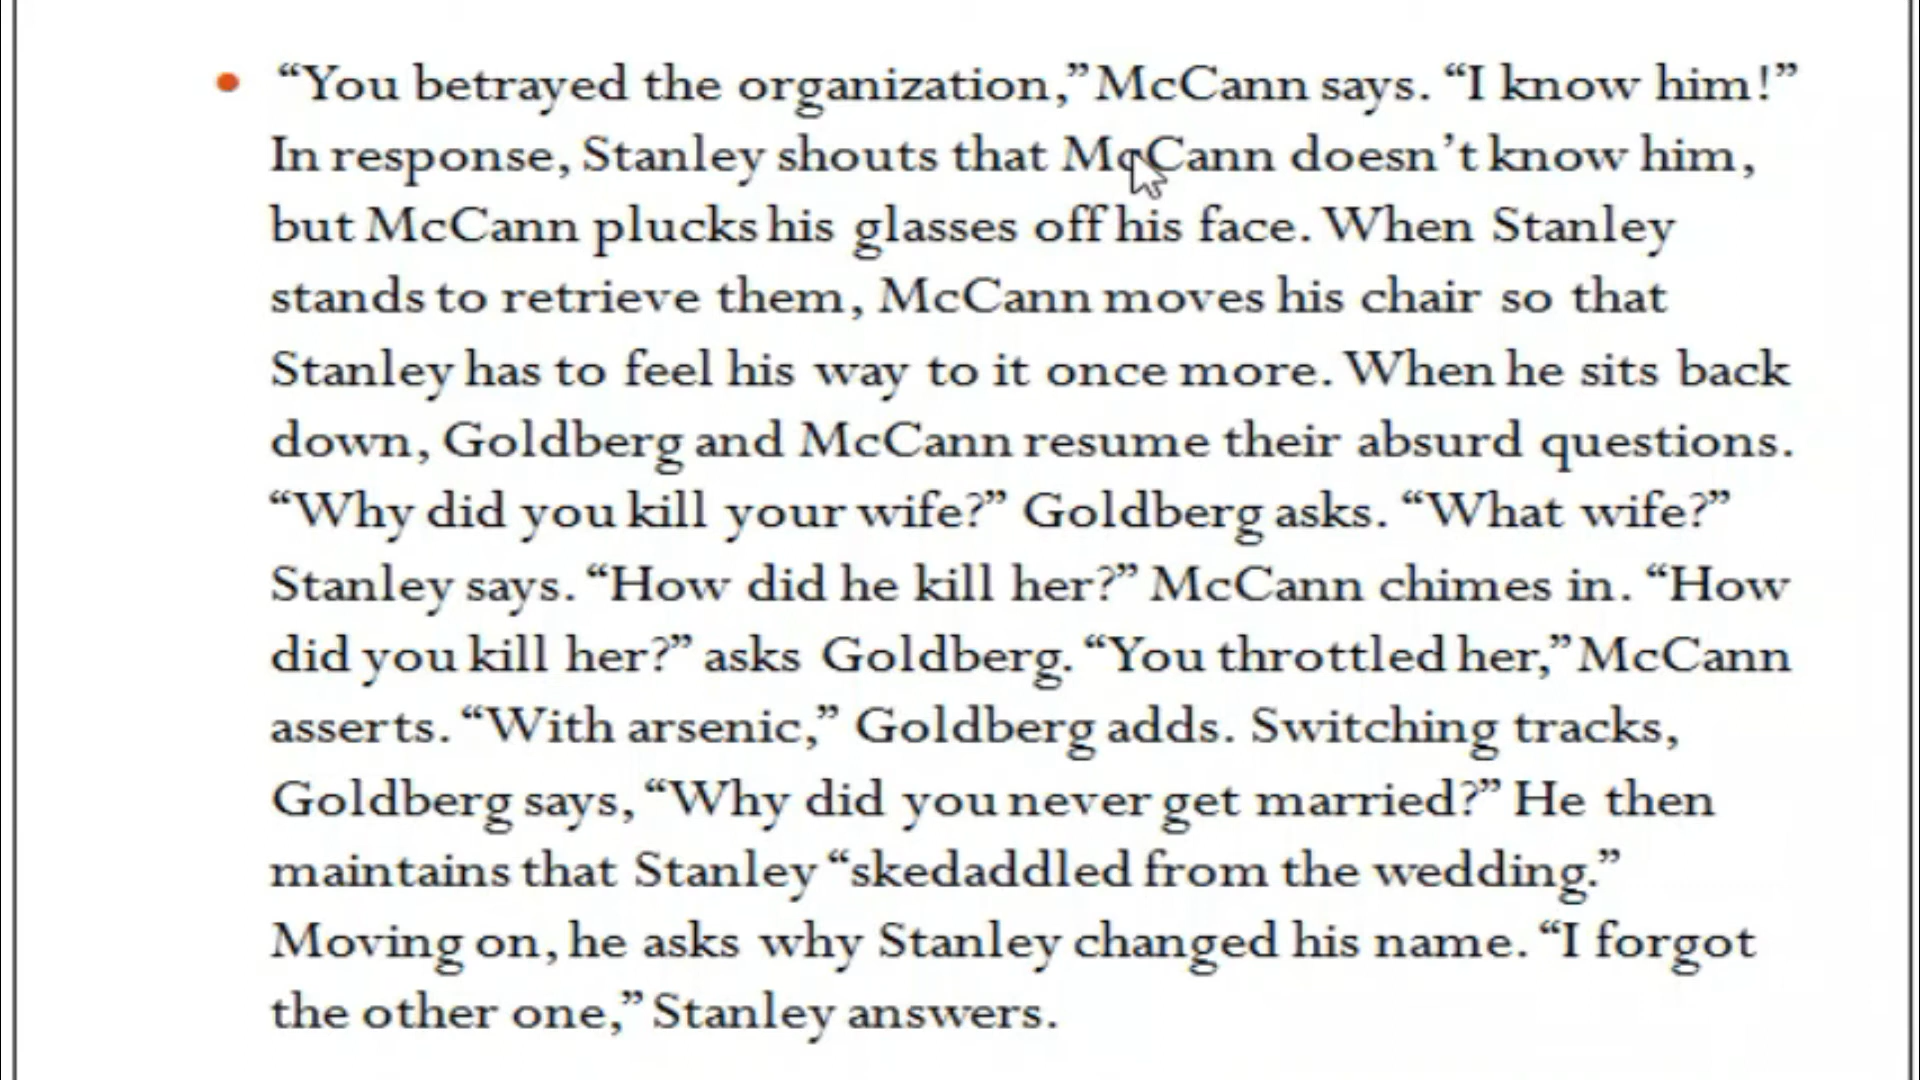 • “You betrayed the organization,” McCann says. “I know him!”
In response, Stanley shouts that McCann doesn’t know him,
but McCann plucks his glasses off his face. When Stanley
stands to retrieve them, McCann moves his chair so that
Stanley has to feel his way to it once more. When he sits back
down, Goldberg and McCann resume their absurd questions.
“Why did you kill your wife?” Goldberg asks. “What wife?”
Stanley says. “How did he kill her?” McCann chimes in. “How
did you kill her?” asks Goldberg. “You throttled her,” McCann
asserts. “With arsenic,” Goldberg adds. Switching tracks,
Goldberg says, “Why did you never get married?” He then
maintains that Stanley “skedaddled from the wedding.”
Moving on, he asks why Stanley changed his name. “I forgot
the other one,” Stanley answers.